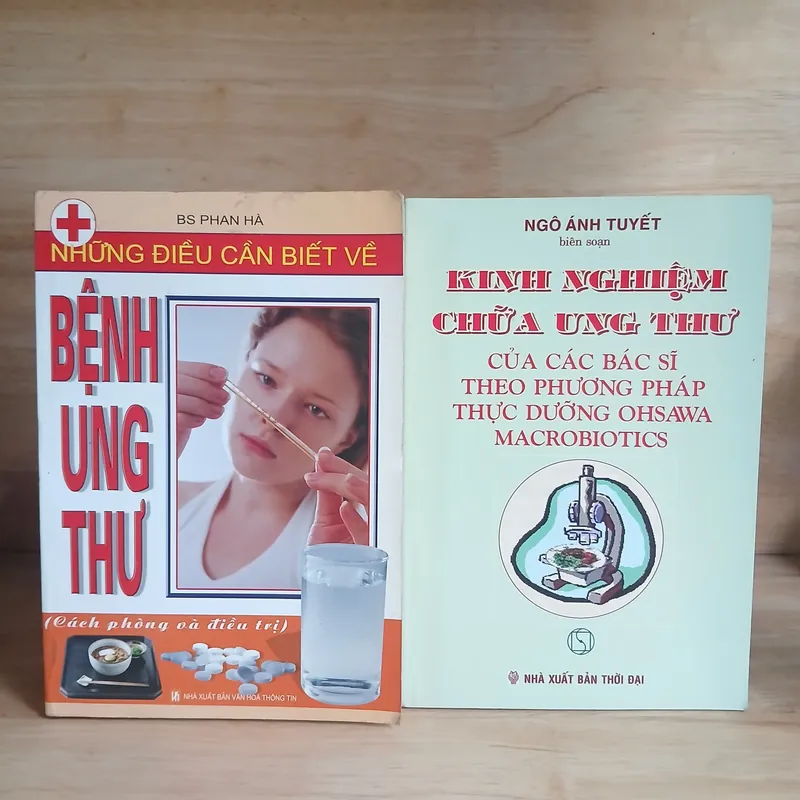 BS PHAN HÀ
NHỮNG ĐIỀU CẦN BIẾT VỀ
BỆNH
UNG
THƯ
(Cách phòng và điều trị)
NHÀ XUẤT BẢN VĂN HOÁ THÔNG TIN
NGÔ ÁNH TUYẾT
biên soạn
KINH NGHIỆM
CHỮA UNG THƯ
CỦA CÁC BÁC SĨ
THEO PHƯƠNG PHÁP
THỰC DƯỠNG OHSAWA
MACROBIOTICS
NHÀ XUẤT BẢN THỜI ĐẠI